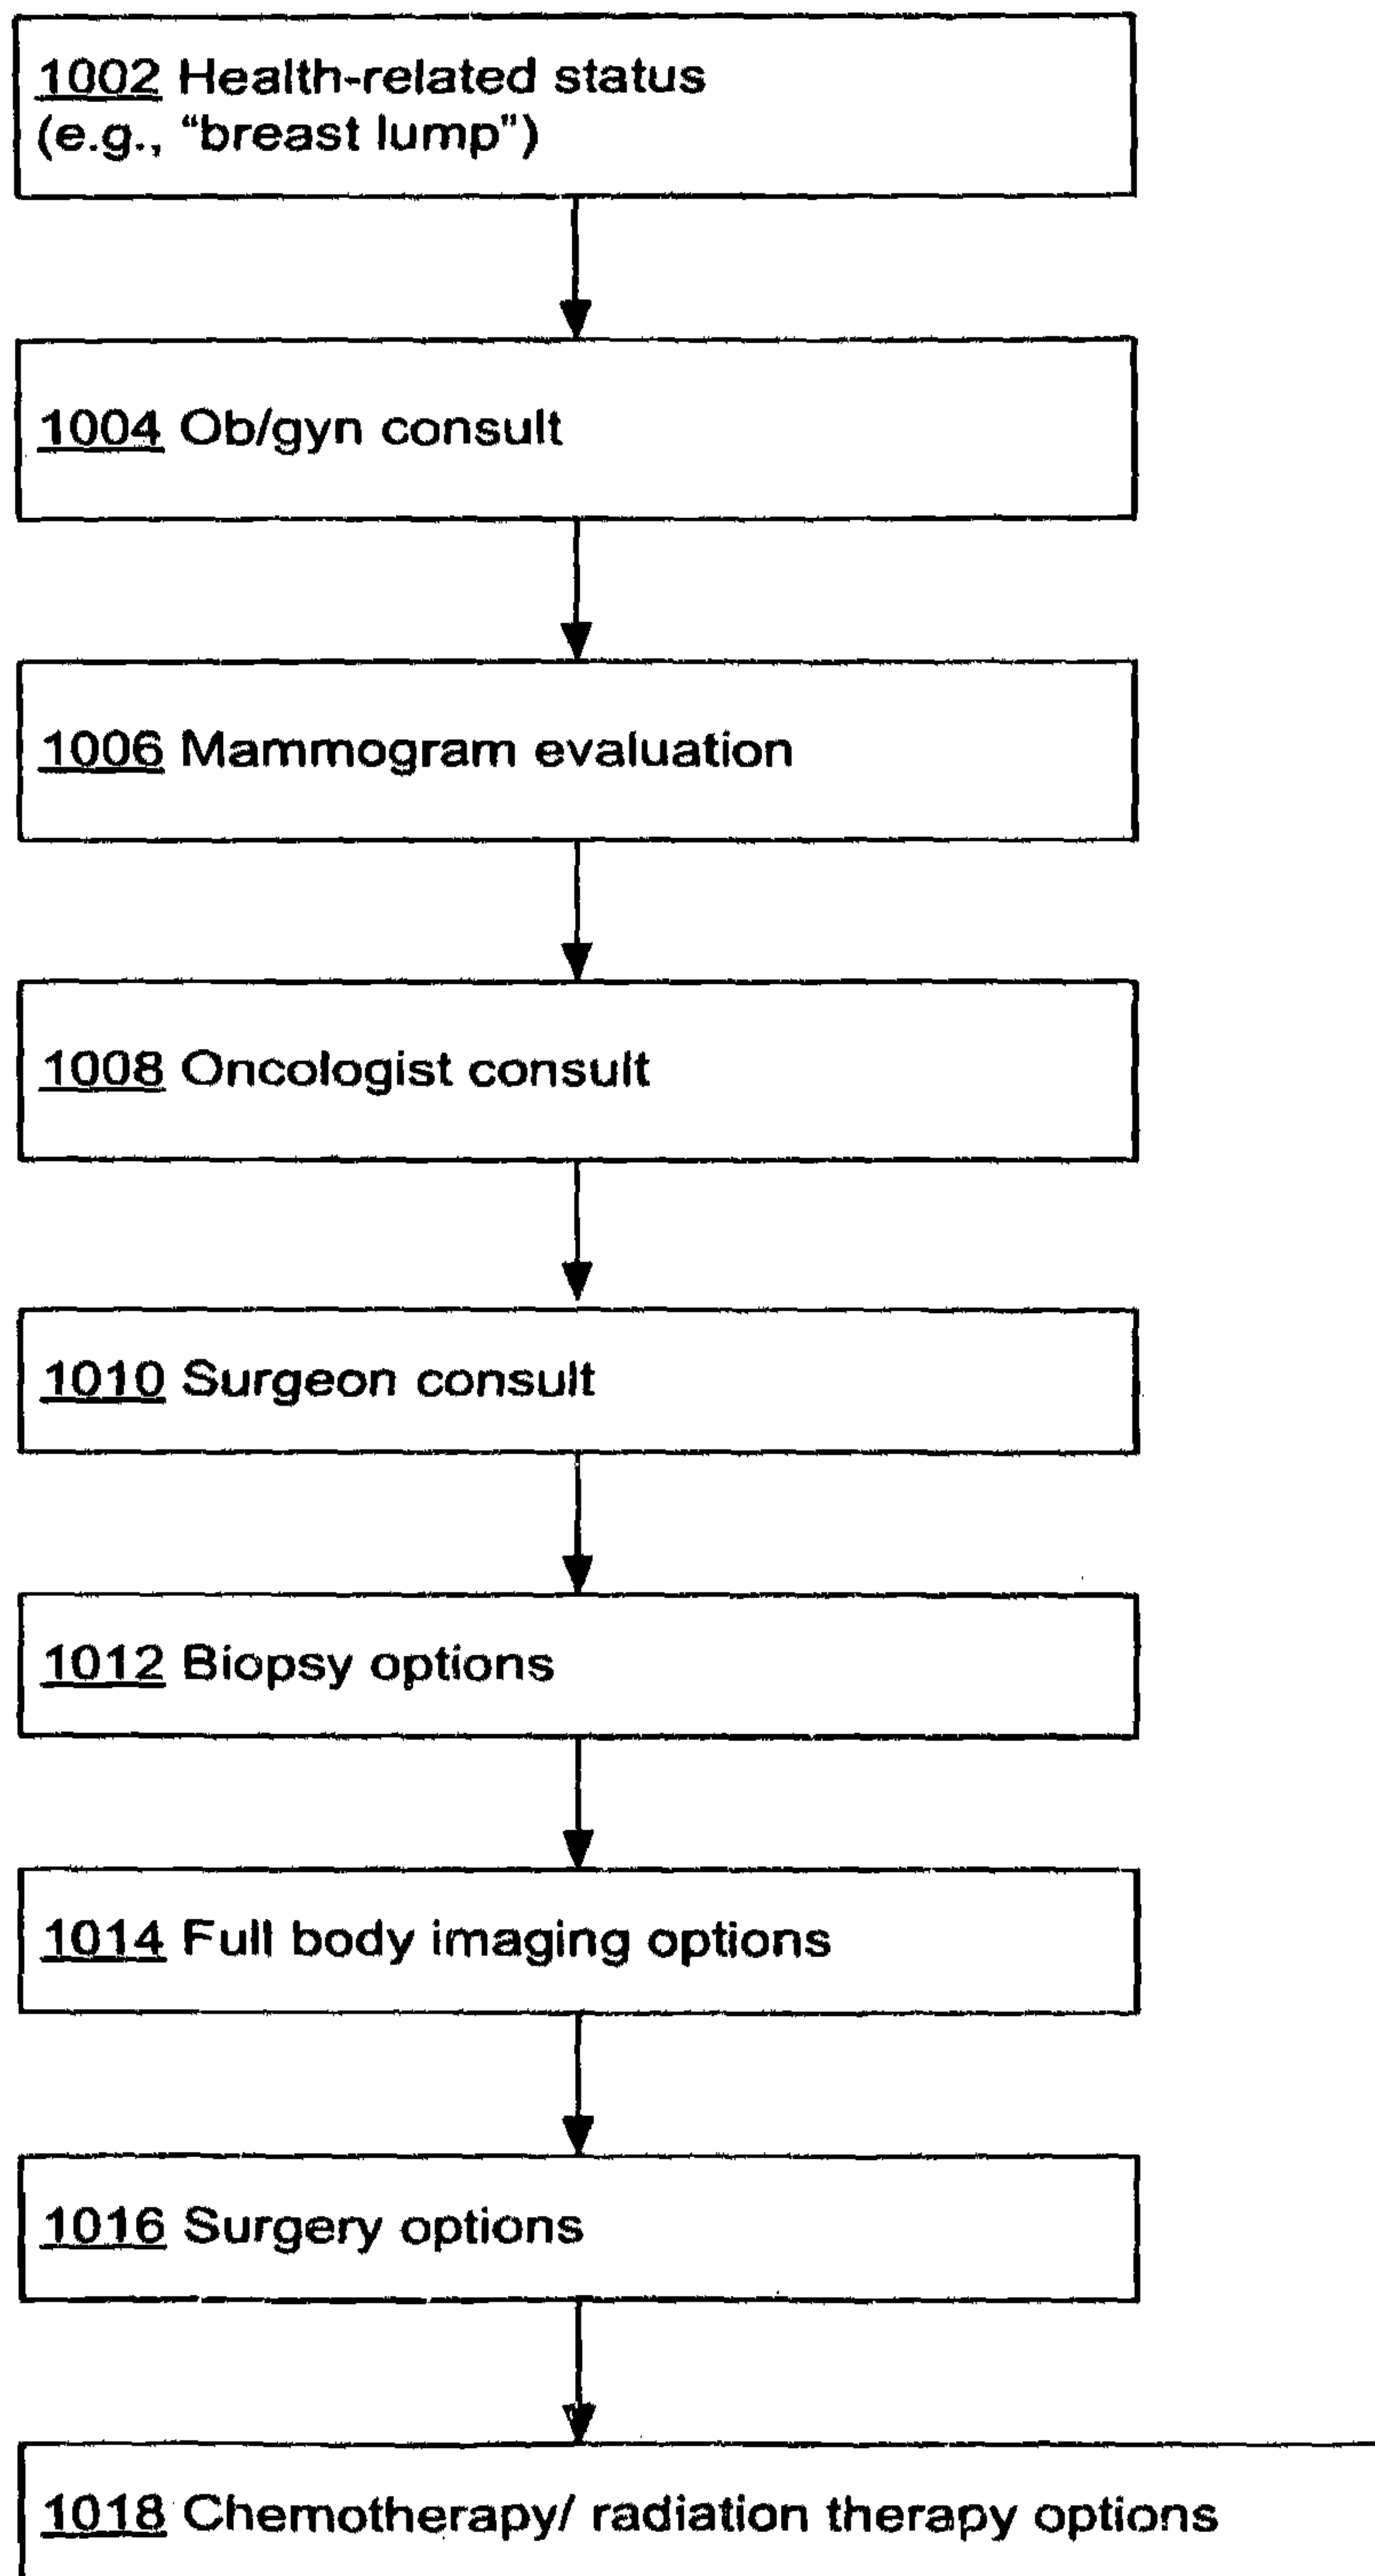 1002 Health-related status
(e.g., “breast lump”)
1004 Ob/gyn consult
1006 Mammogram evaluation
1008 Oncologist consult
1010 Surgeon consult
1012 Biopsy options
1014 Full body imaging options
1016 Surgery options
1018 Chemotherapy/ radiation therapy options